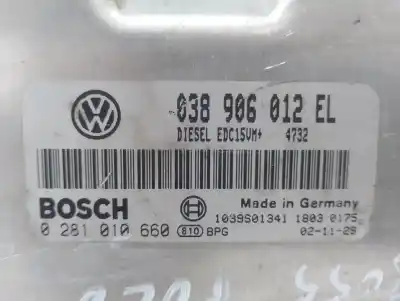 038 906 012 EL
DIESEL EDC15VM+ 4732
BOSCH
Made in Germany
1039S01341 1803 0175
0 281 010 660 810 BPG
02-11-29